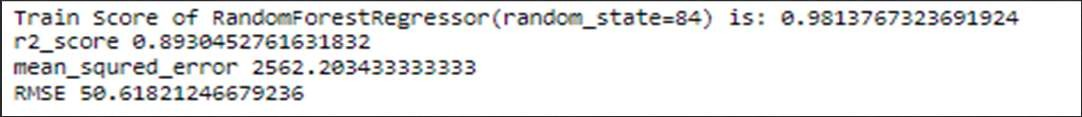 Train Score of RandomForestRegressor(random_state=84) is: 0.9813767323691924
r2_score 0.8930452761631832
mean_squred_error 2562.203433333333
RMSE 50.61821246679236